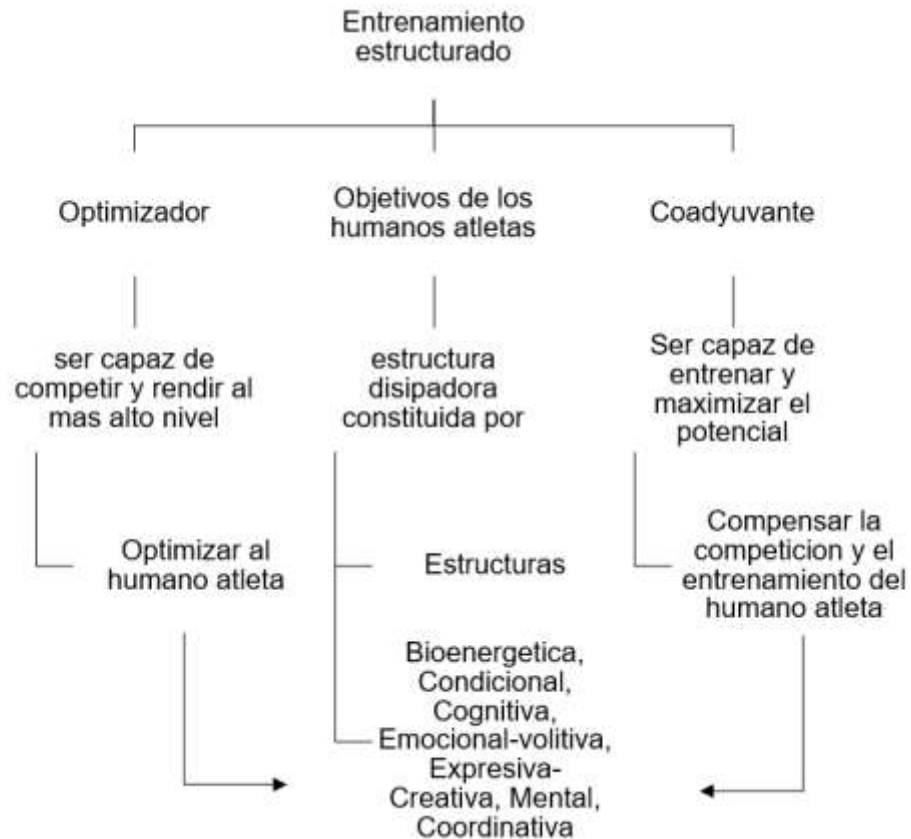 Entrenamiento
estructurado
Optimizador
Objetivos de los
humanos atletas
Coadyuvante
ser capaz de
competir y rendir al
mas alto nivel
estructura
disipadora
constituida por
Ser capaz de
entrenar y
maximizar el
potencial
Optimizar al
humano atleta
Estructuras
Compensar la
competicion y el
entrenamiento del
humano atleta
Bioenergetica,
Condicional,
Cognitiva,
Emocional-volitiva,
Expresiva-
Creativa, Mental,
Coordinativa